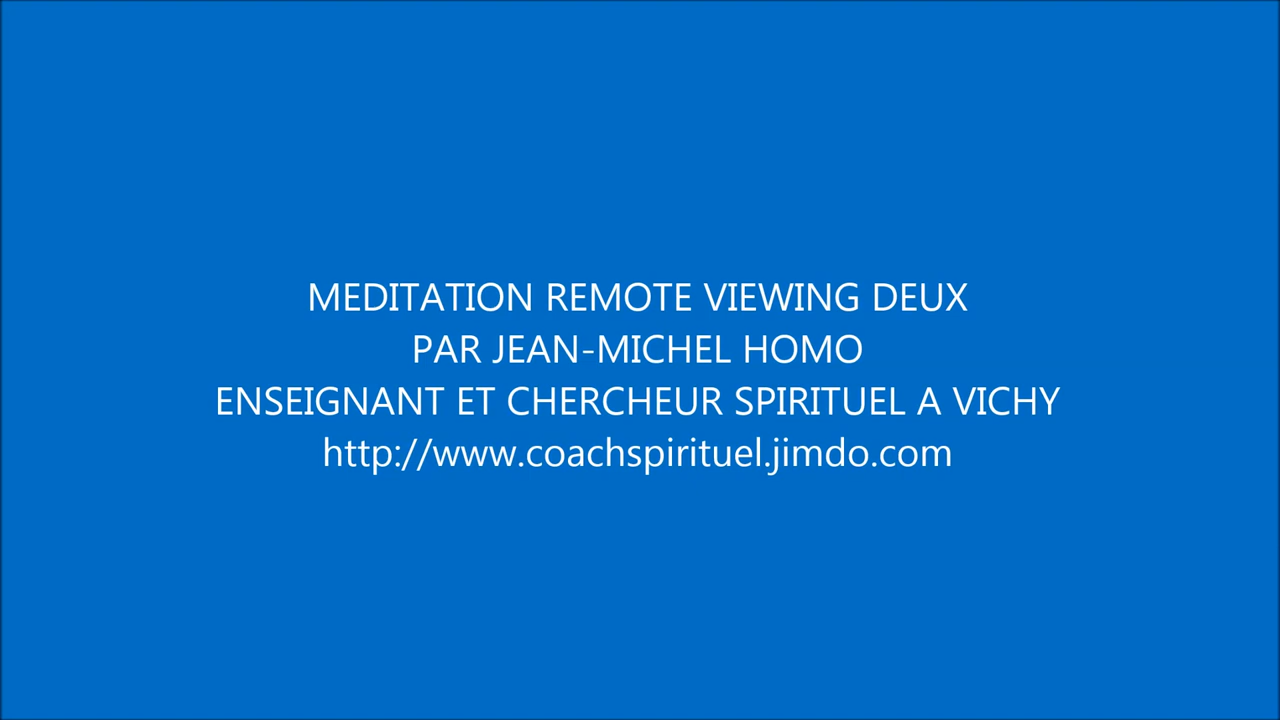 MEDITATION REMOTE VIEWING DEUX
PAR JEAN-MICHEL HOMO
ENSEIGNANT ET CHERCHEUR SPIRITUEL A VICHY
http://www.coachspirituel.jimdo.com